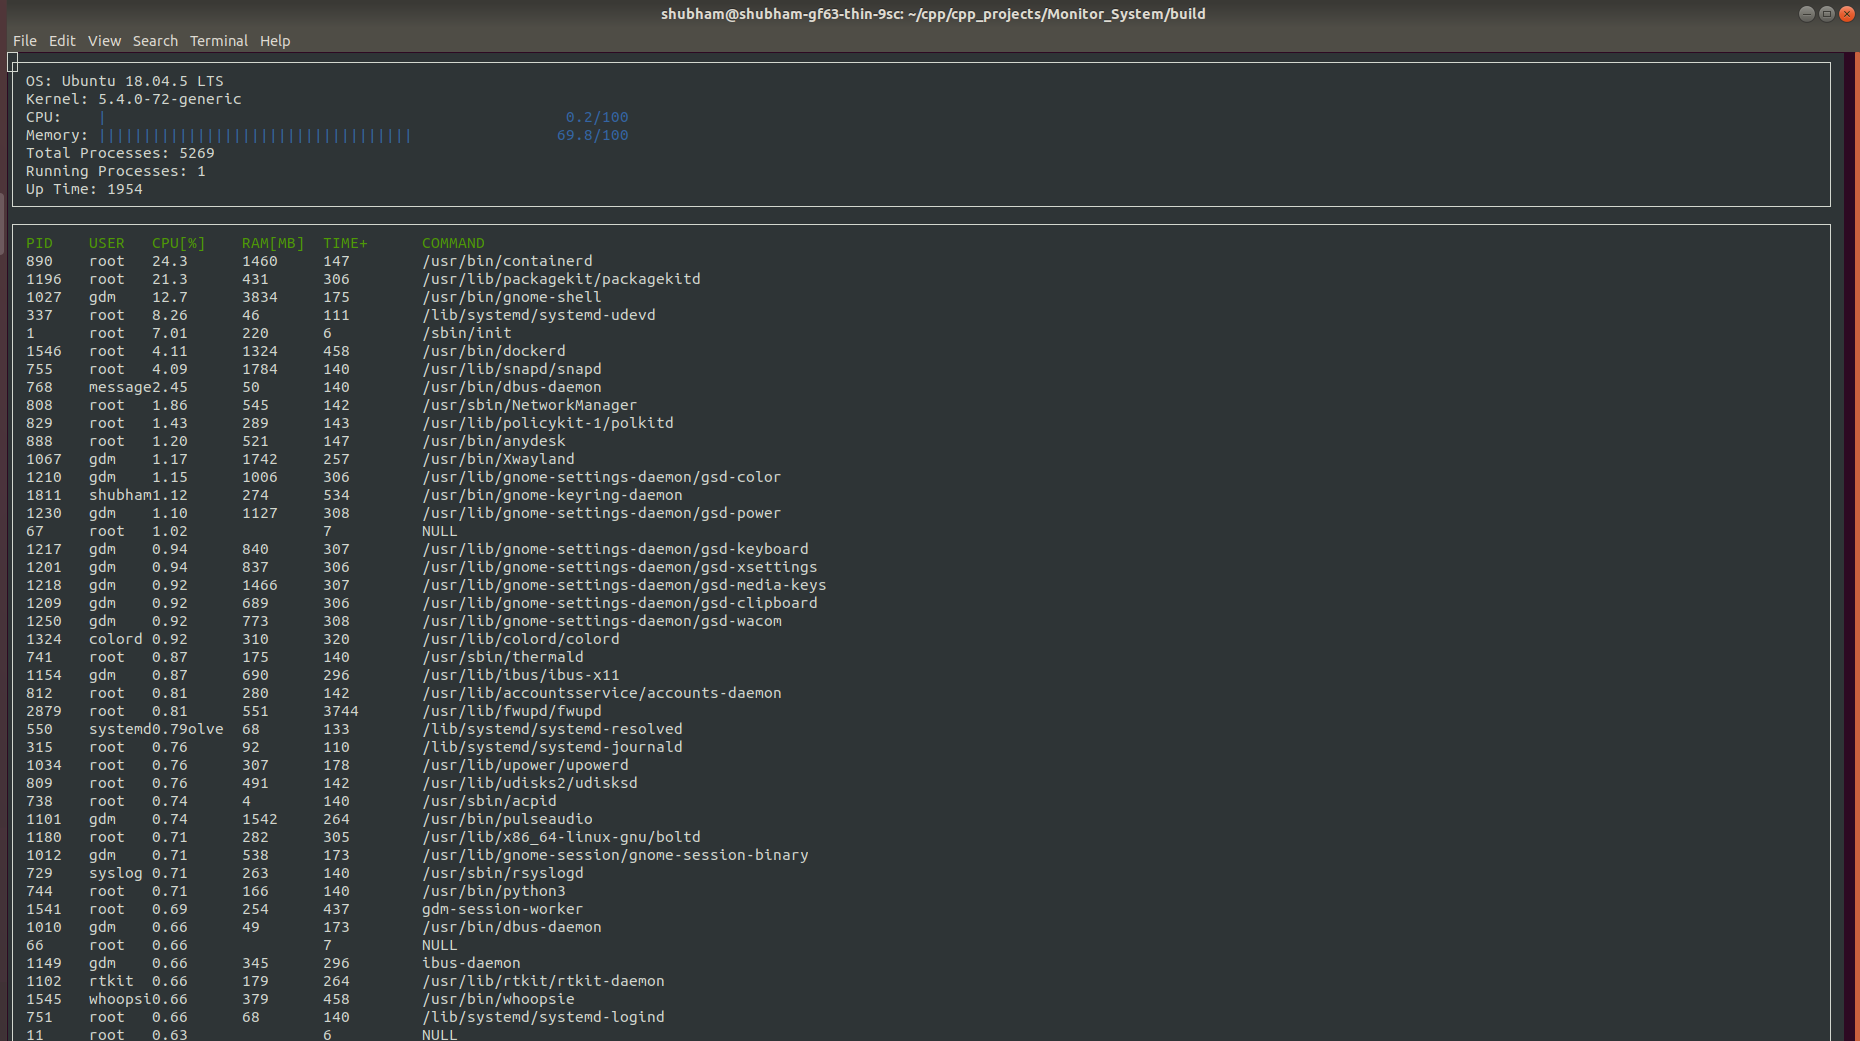 shubham@shubham-gf63-thin-9sc: ~/cpp/cpp_projects/Monitor_System/build
File Edit View Search Terminal Help
OS: Ubuntu 18.04.5 LTS
Kernel: 5.4.0-72-generic
CPU: | 0.2/100
Memory: ||||||||||||||||||||||||||||||||||| 69.8/100
Total Processes: 5269
Running Processes: 1
Up Time: 1954
PID USER CPU[%] RAM[MB] TIME+ COMMAND
890 root 24.3 1460 147 /usr/bin/containerd
1196 root 21.3 431 306 /usr/lib/packagekit/packagekitd
1027 gdm 12.7 3834 175 /usr/bin/gnome-shell
337 root 8.26 46 111 /lib/systemd/systemd-udevd
1 root 7.01 220 6 /sbin/init
1546 root 4.11 1324 458 /usr/bin/dockerd
755 root 4.09 1784 140 /usr/lib/snapd/snapd
768 message2.45 50 140 /usr/bin/dbus-daemon
808 root 1.86 545 142 /usr/sbin/NetworkManager
829 root 1.43 289 143 /usr/lib/policykit-1/polkitd
888 root 1.20 521 147 /usr/bin/anydesk
1067 gdm 1.17 1742 257 /usr/bin/Xwayland
1210 gdm 1.15 1006 306 /usr/lib/gnome-settings-daemon/gsd-color
1811 shubham1.12 274 534 /usr/bin/gnome-keyring-daemon
1230 gdm 1.10 1127 308 /usr/lib/gnome-settings-daemon/gsd-power
67 root 1.02 7 NULL
1217 gdm 0.94 840 307 /usr/lib/gnome-settings-daemon/gsd-keyboard
1201 gdm 0.94 837 306 /usr/lib/gnome-settings-daemon/gsd-xsettings
1218 gdm 0.92 1466 307 /usr/lib/gnome-settings-daemon/gsd-media-keys
1209 gdm 0.92 689 306 /usr/lib/gnome-settings-daemon/gsd-clipboard
1250 gdm 0.92 773 308 /usr/lib/gnome-settings-daemon/gsd-wacom
1324 colord 0.92 310 320 /usr/lib/colord/colord
741 root 0.87 175 140 /usr/sbin/thermald
1154 gdm 0.87 690 296 /usr/lib/ibus/ibus-x11
812 root 0.81 280 142 /usr/lib/accountsservice/accounts-daemon
2879 root 0.81 551 3744 /usr/lib/fwupd/fwupd
550 systemd0.79olve 68 133 /lib/systemd/systemd-resolved
315 root 0.76 92 110 /lib/systemd/systemd-journald
1034 root 0.76 307 178 /usr/lib/upower/upowerd
809 root 0.76 491 142 /usr/lib/udisks2/udisksd
738 root 0.74 4 140 /usr/sbin/acpid
1101 gdm 0.74 1542 264 /usr/bin/pulseaudio
1180 root 0.71 282 305 /usr/lib/x86_64-linux-gnu/boltd
1012 gdm 0.71 538 173 /usr/lib/gnome-session/gnome-session-binary
729 syslog 0.71 263 140 /usr/sbin/rsyslogd
744 root 0.71 166 140 /usr/bin/python3
1541 root 0.69 254 437 gdm-session-worker
1010 gdm 0.66 49 173 /usr/bin/dbus-daemon
66 root 0.66 7 NULL
1149 gdm 0.66 345 296 ibus-daemon
1102 rtkit 0.66 179 264 /usr/lib/rtkit/rtkit-daemon
1545 whoopsi0.66 379 458 /usr/bin/whoopsie
751 root 0.66 68 140 /lib/systemd/systemd-logind
11 root 0.63 6 NULL